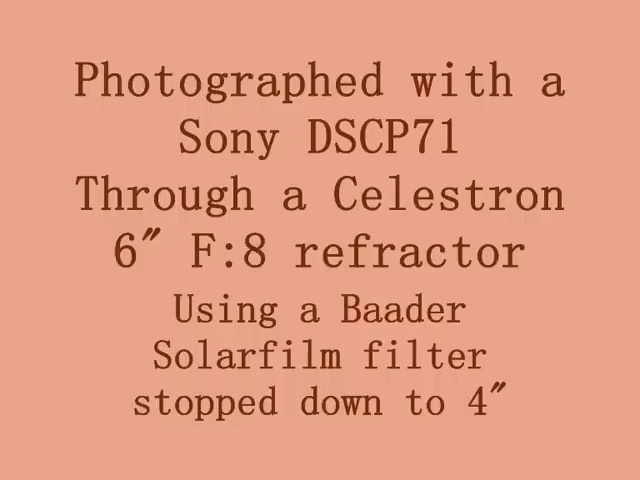 Photographed with a
Sony DSCP71
Through a Celestron
6" F:8 refractor
Using a Baader
Solarfilm filter
stopped down to 4"